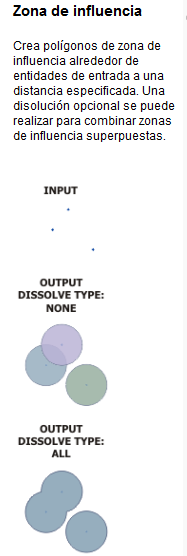 Zona de influencia
Crea polígonos de zona de
influencia alrededor de
entidades de entrada a una
distancia especificada. Una
disolución opcional se puede
realizar para combinar zonas
de influencia superpuestas.
INPUT
OUTPUT
DISSOLVE TYPE:
NONE
OUTPUT
DISSOLVE TYPE:
ALL